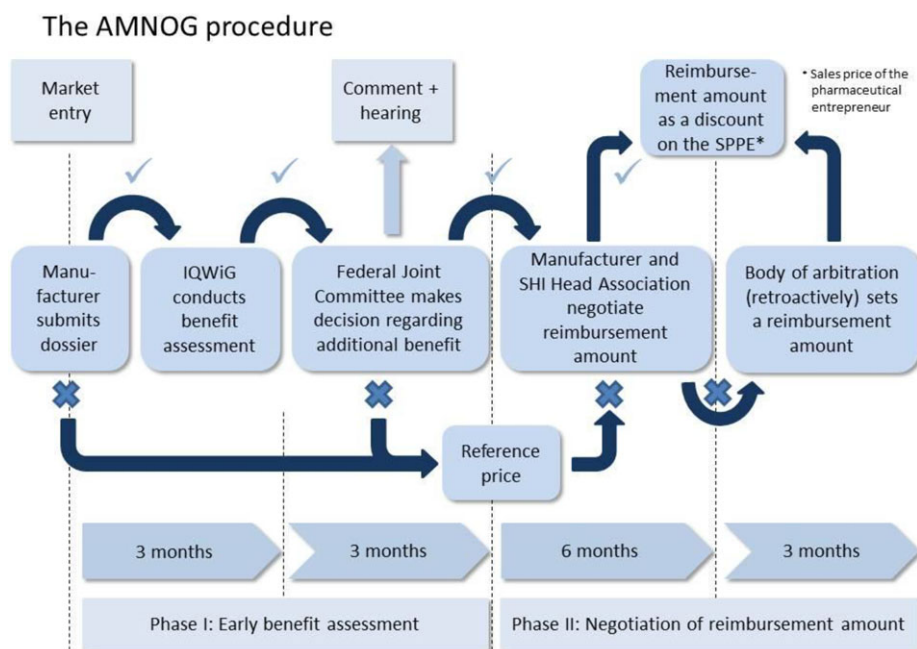 The AMNOG procedure
Market
entry
Comment +
hearing
Reimburse-
ment amount
as a discount
on the SPPE*
* Sales price of the
pharmaceutical
entrepreneur
Manu-
facturer
submits
dossier
IQWiG
conducts
benefit
assessment
Federal Joint
Committee makes
decision regarding
additional benefit
Manufacturer and
SHI Head Association
negotiate
reimbursement
amount
Body of arbitration
(retroactively) sets
a reimbursement
amount
Reference
price
3 months
3 months
6 months
3 months
Phase I: Early benefit assessment
Phase II: Negotiation of reimbursement amount